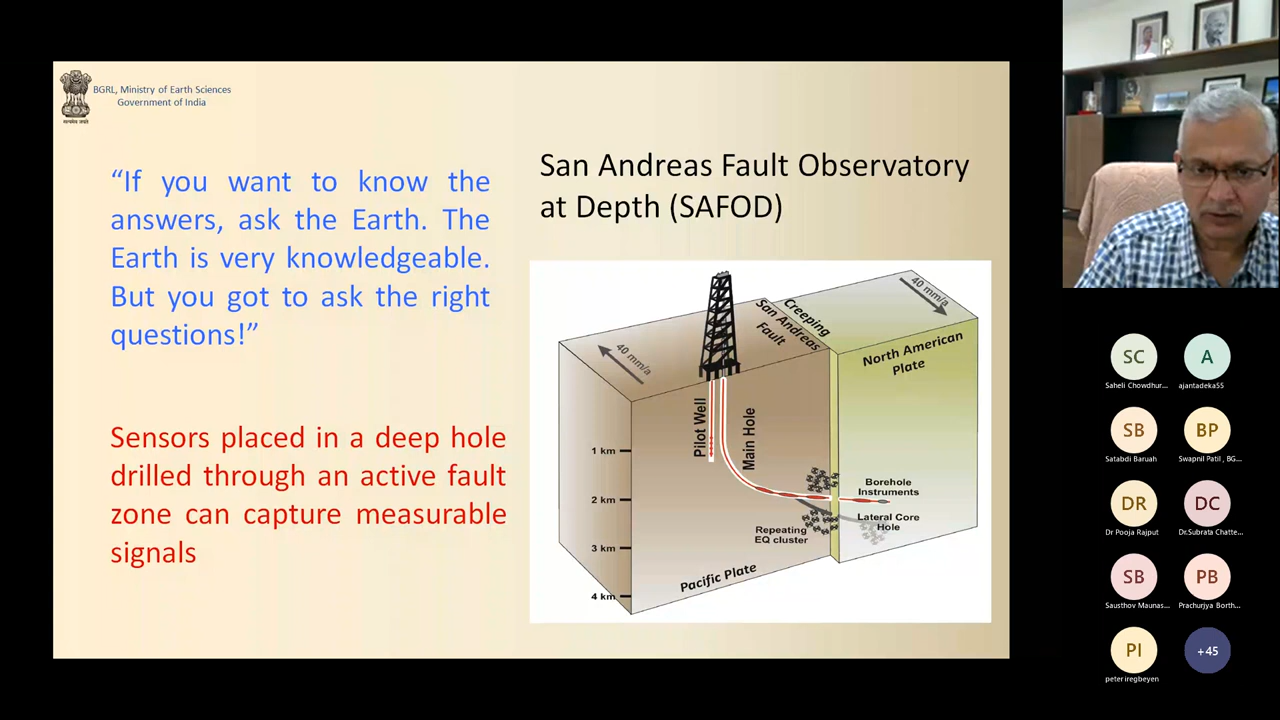 BGRL, Ministry of Earth Sciences
Government of India
सत्यमेव जयते
“If you want to know the
answers, ask the Earth. The
Earth is very knowledgeable.
But you got to ask the right
questions!”
Sensors placed in a deep hole
drilled through an active fault
zone can capture measurable
signals
San Andreas Fault Observatory
at Depth (SAFOD)
40 mm/a
Creeping
San Andreas
Fault
40 mm/a
North American
Plate
Pilot Well
Main Hole
1 km
2 km
3 km
4 km
Borehole
Instruments
Lateral Core
Hole
Repeating
EQ cluster
Pacific Plate
SC
Saheli Chowdhur...
A
ajantadeka55
SB
Satabdi Baruah
BP
Swapnil Patil , BG...
DR
Dr Pooja Rajput
DC
Dr.Subrata Chatte...
SB
Sausthov Maunas...
PB
Prachurjya Borth...
PI
peter iregbeyen
+45